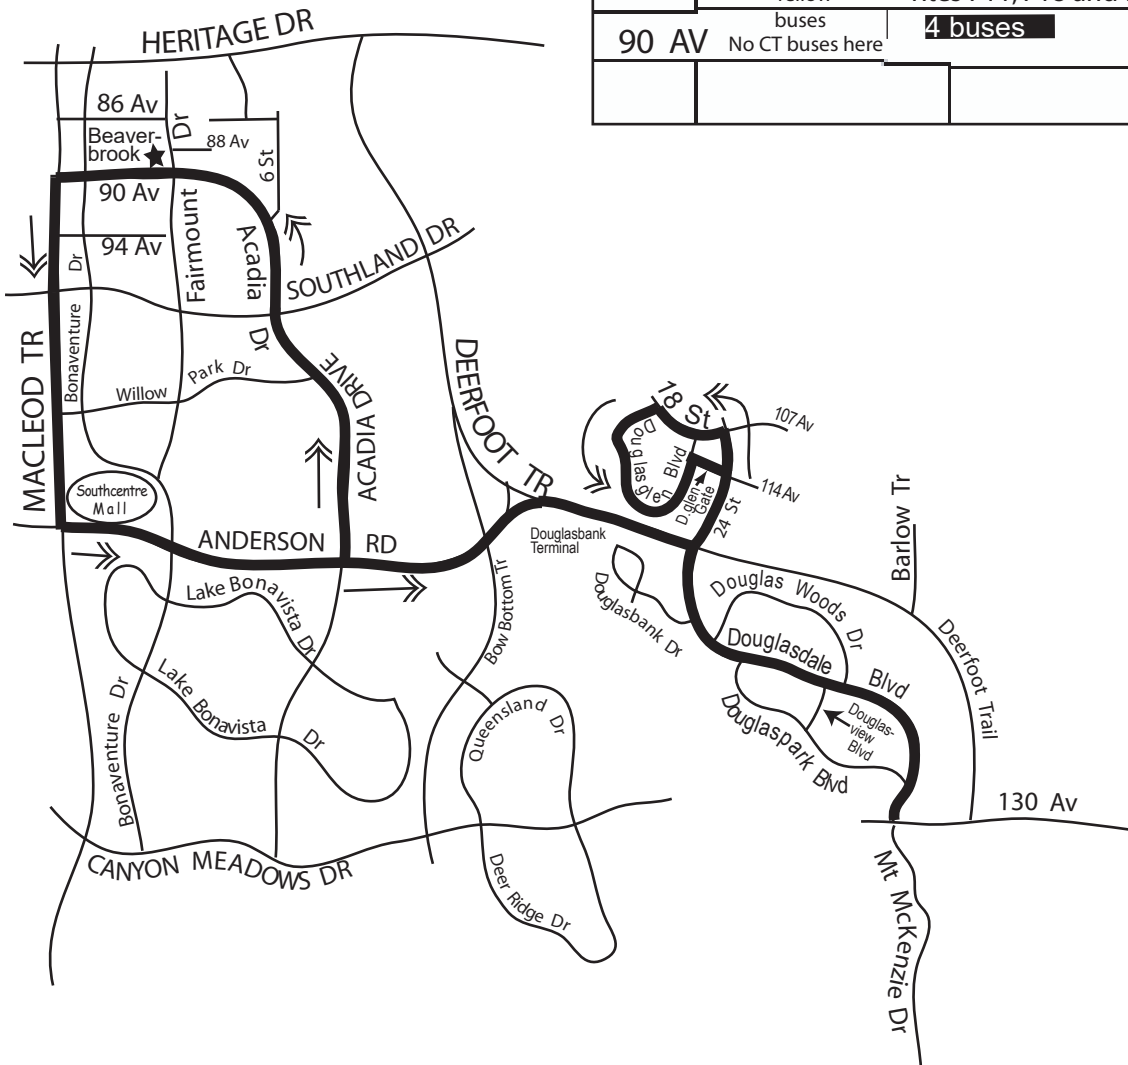 buses
90 AV
No CT buses here
4 buses
HERITAGE DR
86 Av
Dr
Beaver-
brook
88 Av
6 St
90 Av
Fairmount
94 Av
Dr
Acadia
Dr
SOUTHLAND DR
MACLEOD TR
Bonaventure
Willow Park Dr
ACADIA DRIVE
DEERFOOT TR
18 St
107 Av
Douglasglen
Blvd
D.glen
Gate
114 Av
24 St
Southcentre
Mall
ANDERSON RD
Douglasbank
Terminal
Barlow Tr
Lake Bonavista Dr
Bow Bottom Tr
Douglasbank Dr
Douglas Woods Dr
Deerfoot Trail
Douglasdale Blvd
Lake Bonavista Dr
Bonaventure Dr
Queensland Dr
Douglaspark Blvd
Douglas-
view
Blvd
130 Av
CANYON MEADOWS DR
Deer Ridge Dr
Mt McKenzie Dr